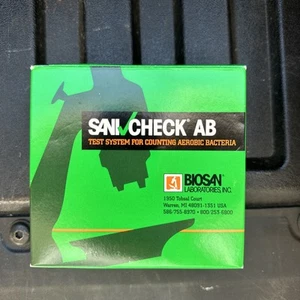 SANI✓CHECK® AB
TEST SYSTEM FOR COUNTING AEROBIC BACTERIA
BIOSAN®
LABORATORIES, INC.
1950 Tobsal Court
Warren, MI 48091-1351 USA
586-755-8970 • 800-253-6800